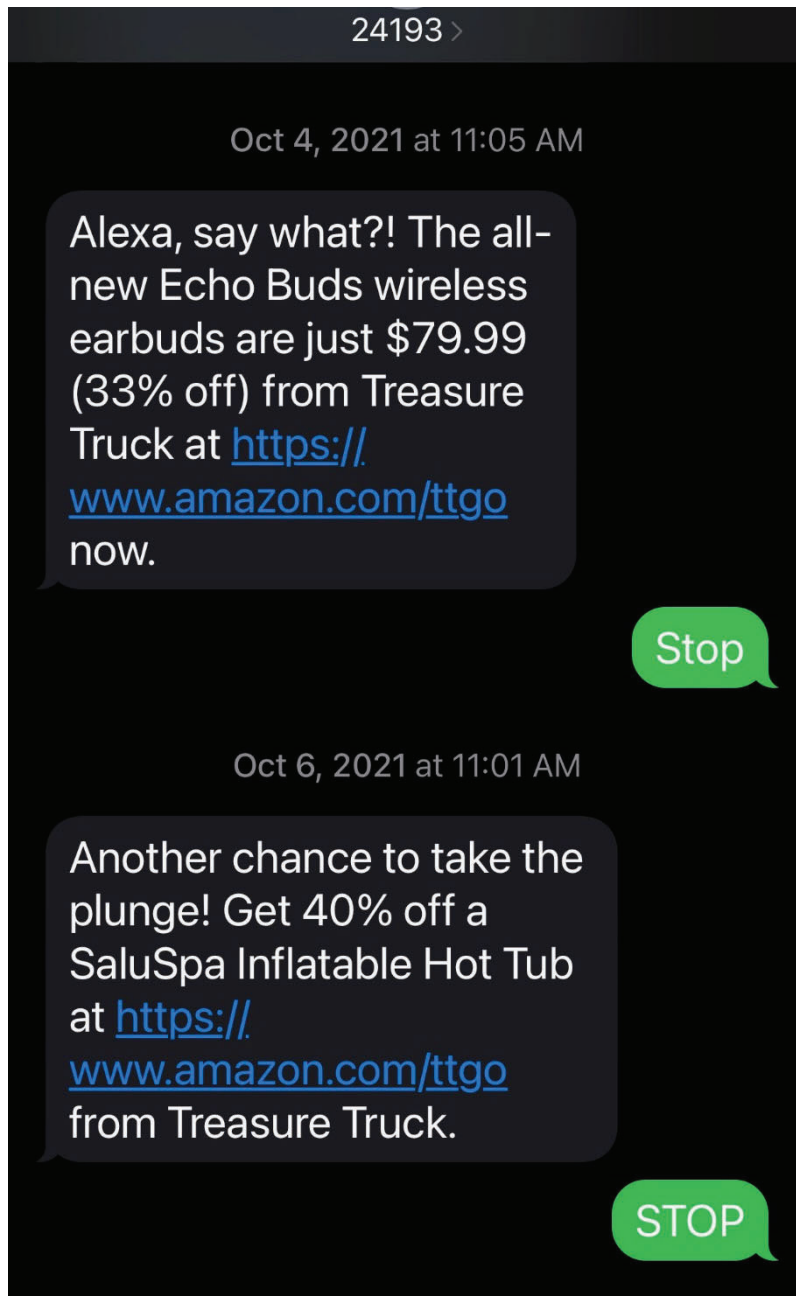 24193 >
Oct 4, 2021 at 11:05 AM
Alexa, say what?! The all-
new Echo Buds wireless
earbuds are just $79.99
(33% off) from Treasure
Truck at https://
www.amazon.com/ttgo
now.
Stop
Oct 6, 2021 at 11:01 AM
Another chance to take the
plunge! Get 40% off a
SaluSpa Inflatable Hot Tub
at https://
www.amazon.com/ttgo
from Treasure Truck.
STOP